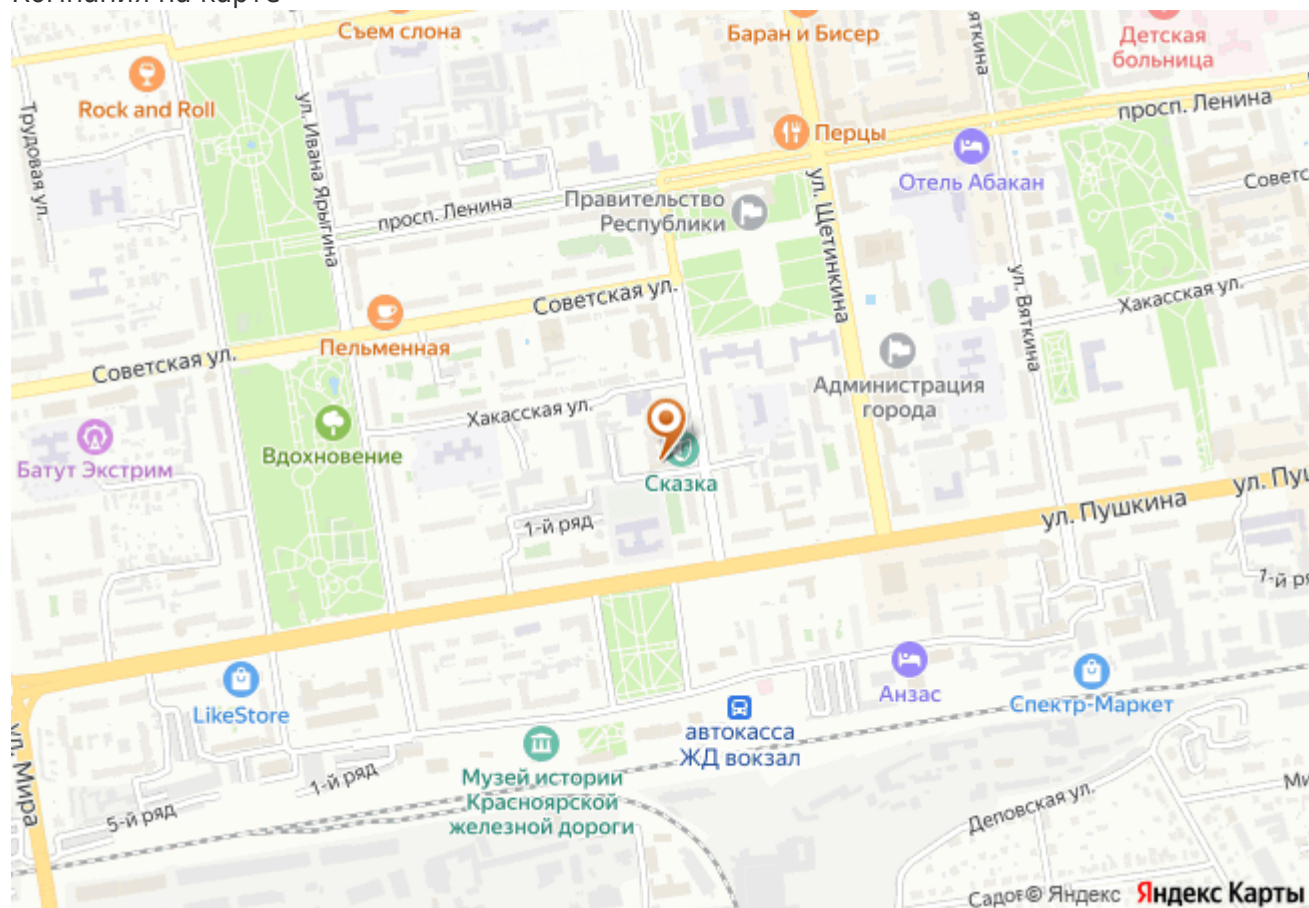 Компания на карте
Съем слона
Баран и Бисер
Детская
больница
Rock and Roll
Трудовая ул.
ул. Ивана Ярыгина
просп. Ленина
Перцы
Отель Абакан
просп. Ленина
Правительство
Республики
ул. Щетинкина
Советская ул.
ул. Вяткина
Хакасская ул.
Пельменная
Советская ул.
Администрация
города
Хакасская ул.
Батут Экстрим
Вдохновение
Сказка
1-й ряд
ул. Пушкина
LikeStore
Анзас
Спектр-Маркет
автокасса
ЖД вокзал
ул. Мира
1-й ряд
5-й ряд
Музей истории
Красноярской
железной дороги
Деповская ул.
© Яндекс
Яндекс Карты